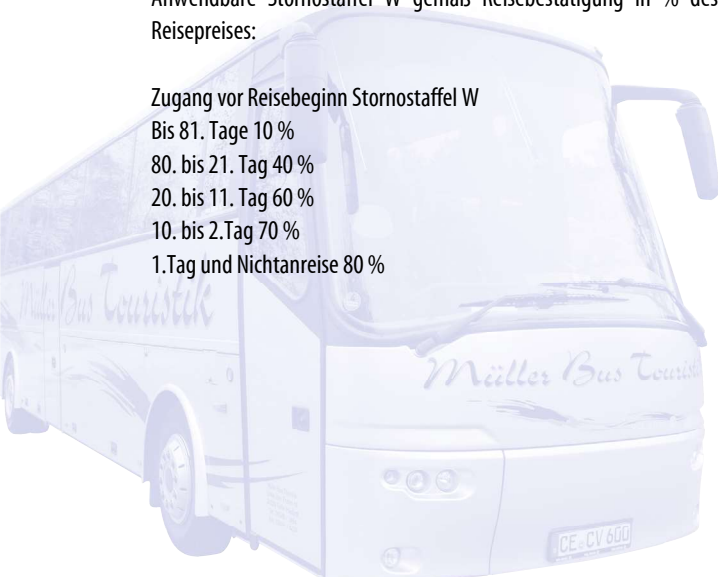 Anwendbare Stornostaffel W gemäß Reisebestätigung in % des
Reisepreises:
Zugang vor Reisebeginn Stornostaffel W
Bis 81. Tage 10 %
80. bis 21. Tag 40 %
20. bis 11. Tag 60 %
10. bis 2.Tag 70 %
1.Tag und Nichtanreise 80 %
Müller Bus Touristik
Müller Bus Touristik
CE CV 600